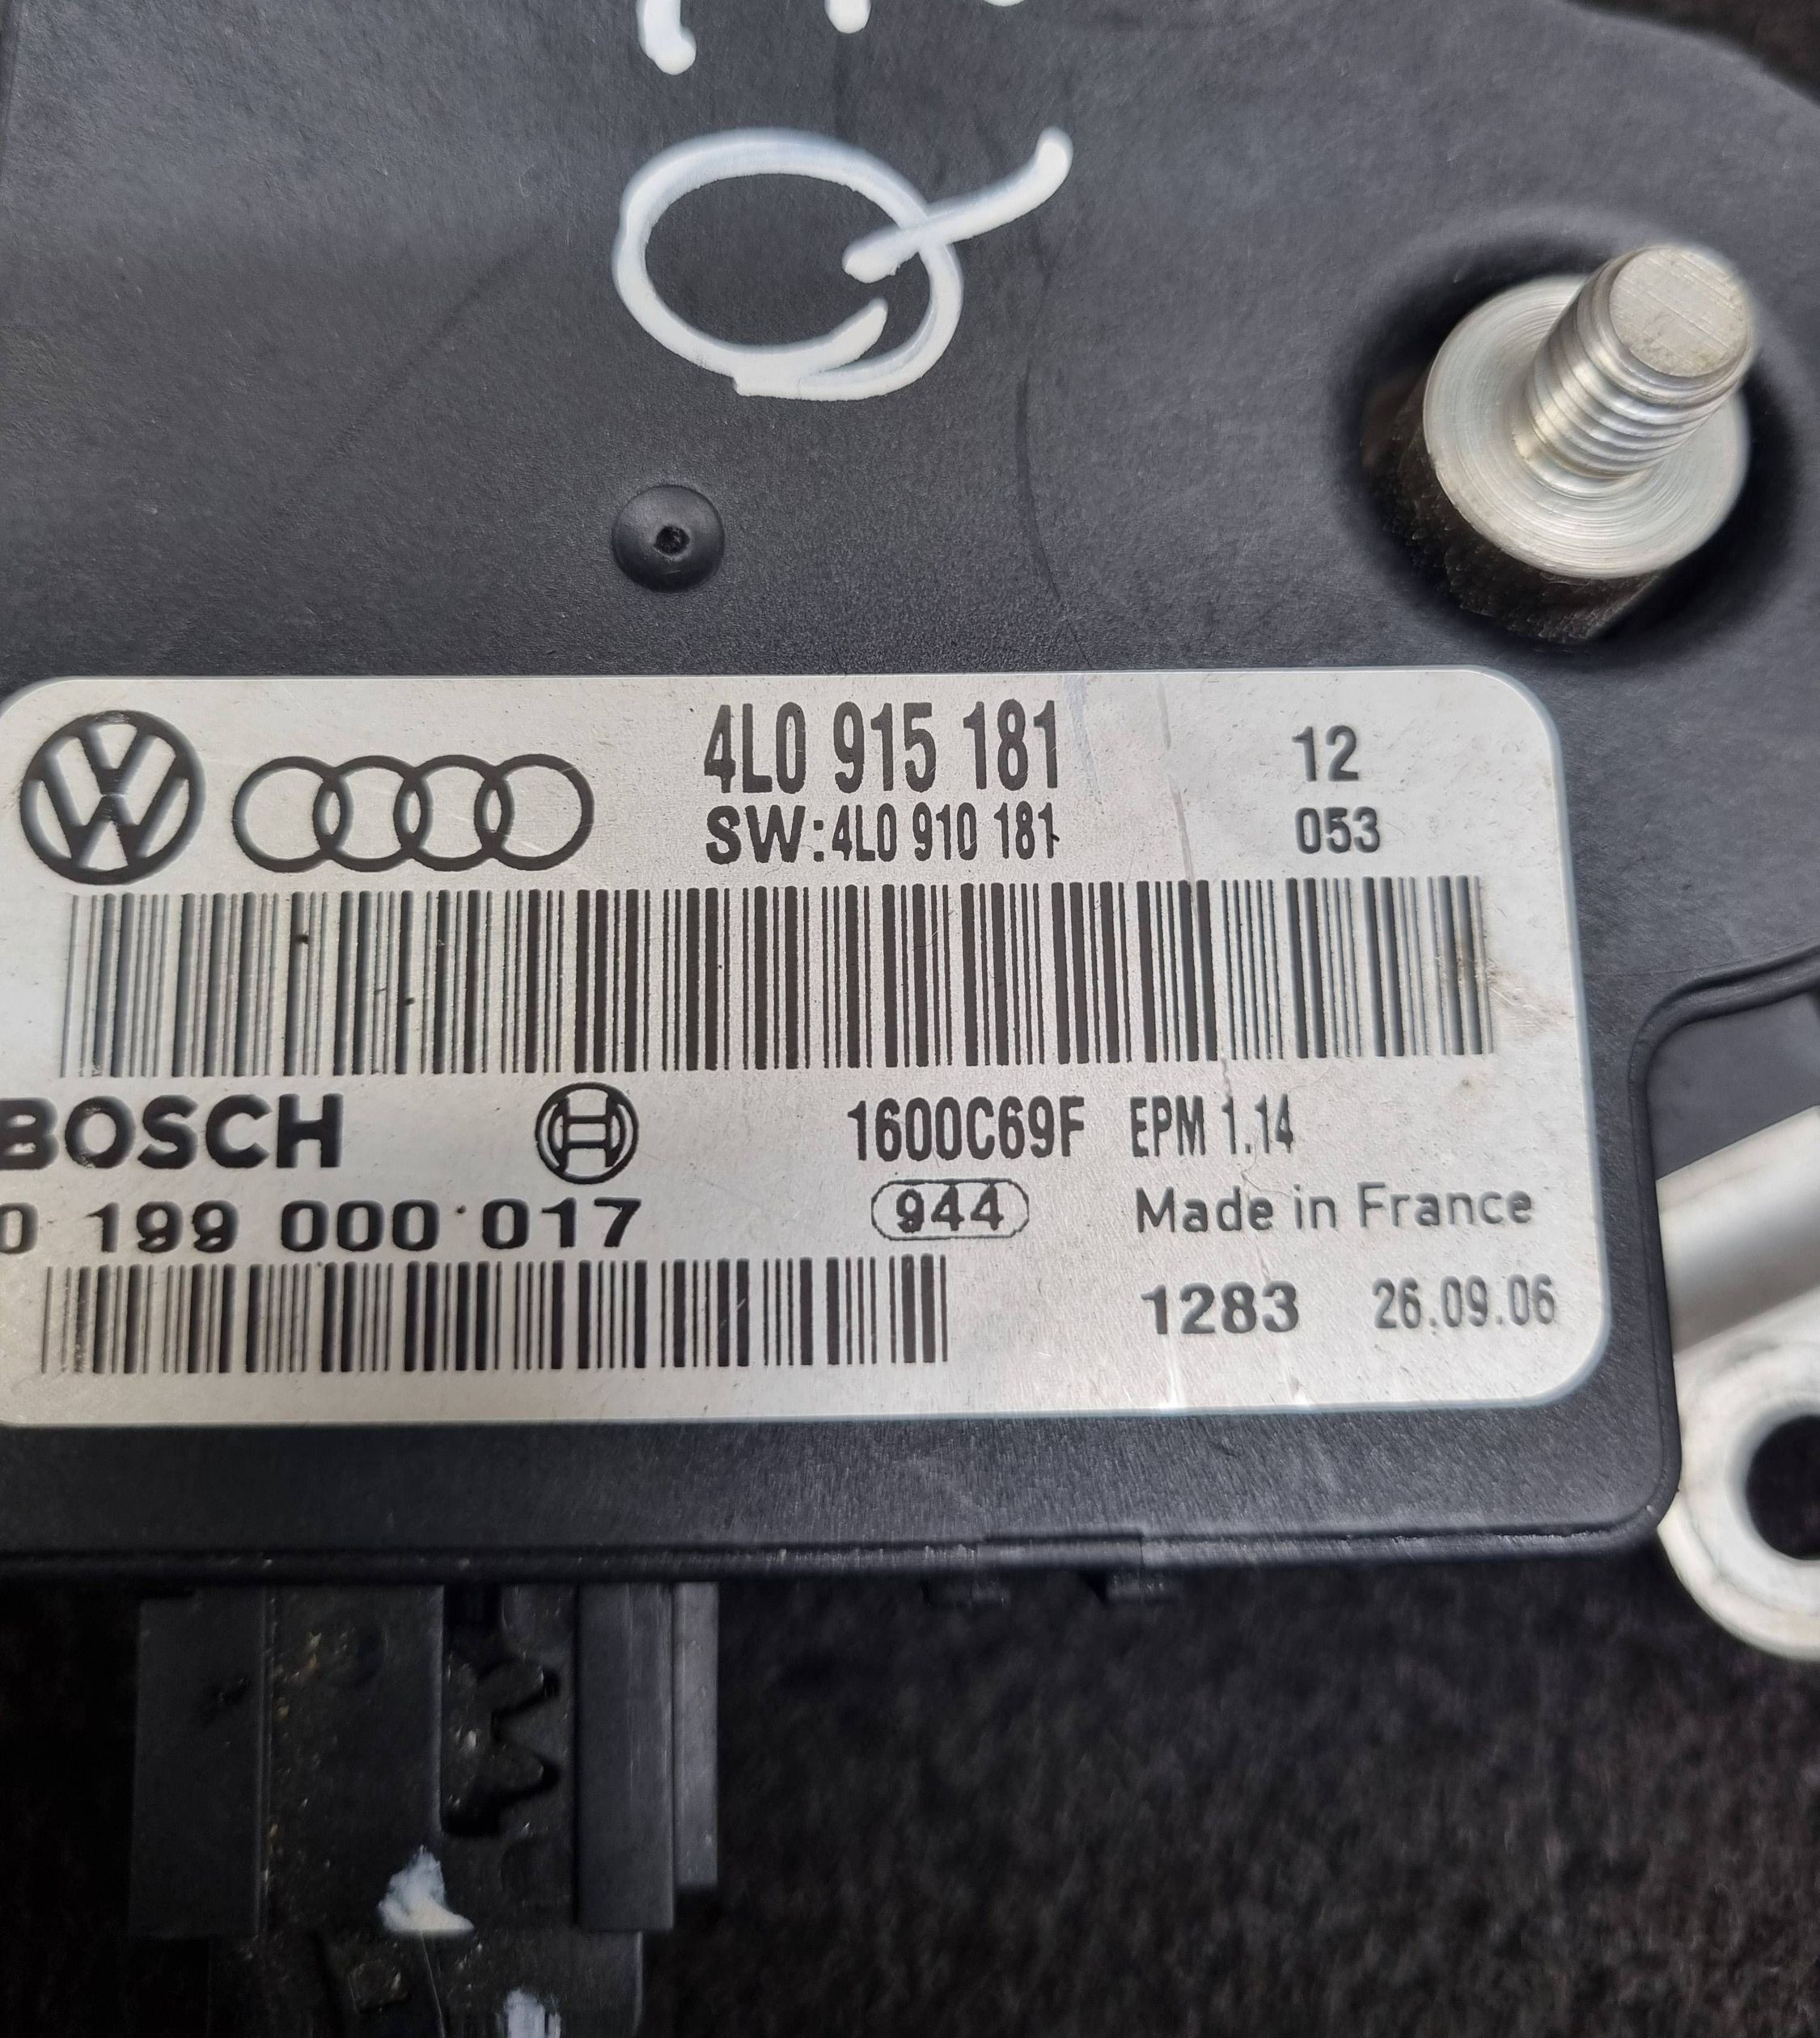 Q
4L0 915 181 12
SW:4L0 910 181 053
BOSCH 1600C69F EPM 1.14
0 199 000 017 944 Made in France
1283 26.09.06